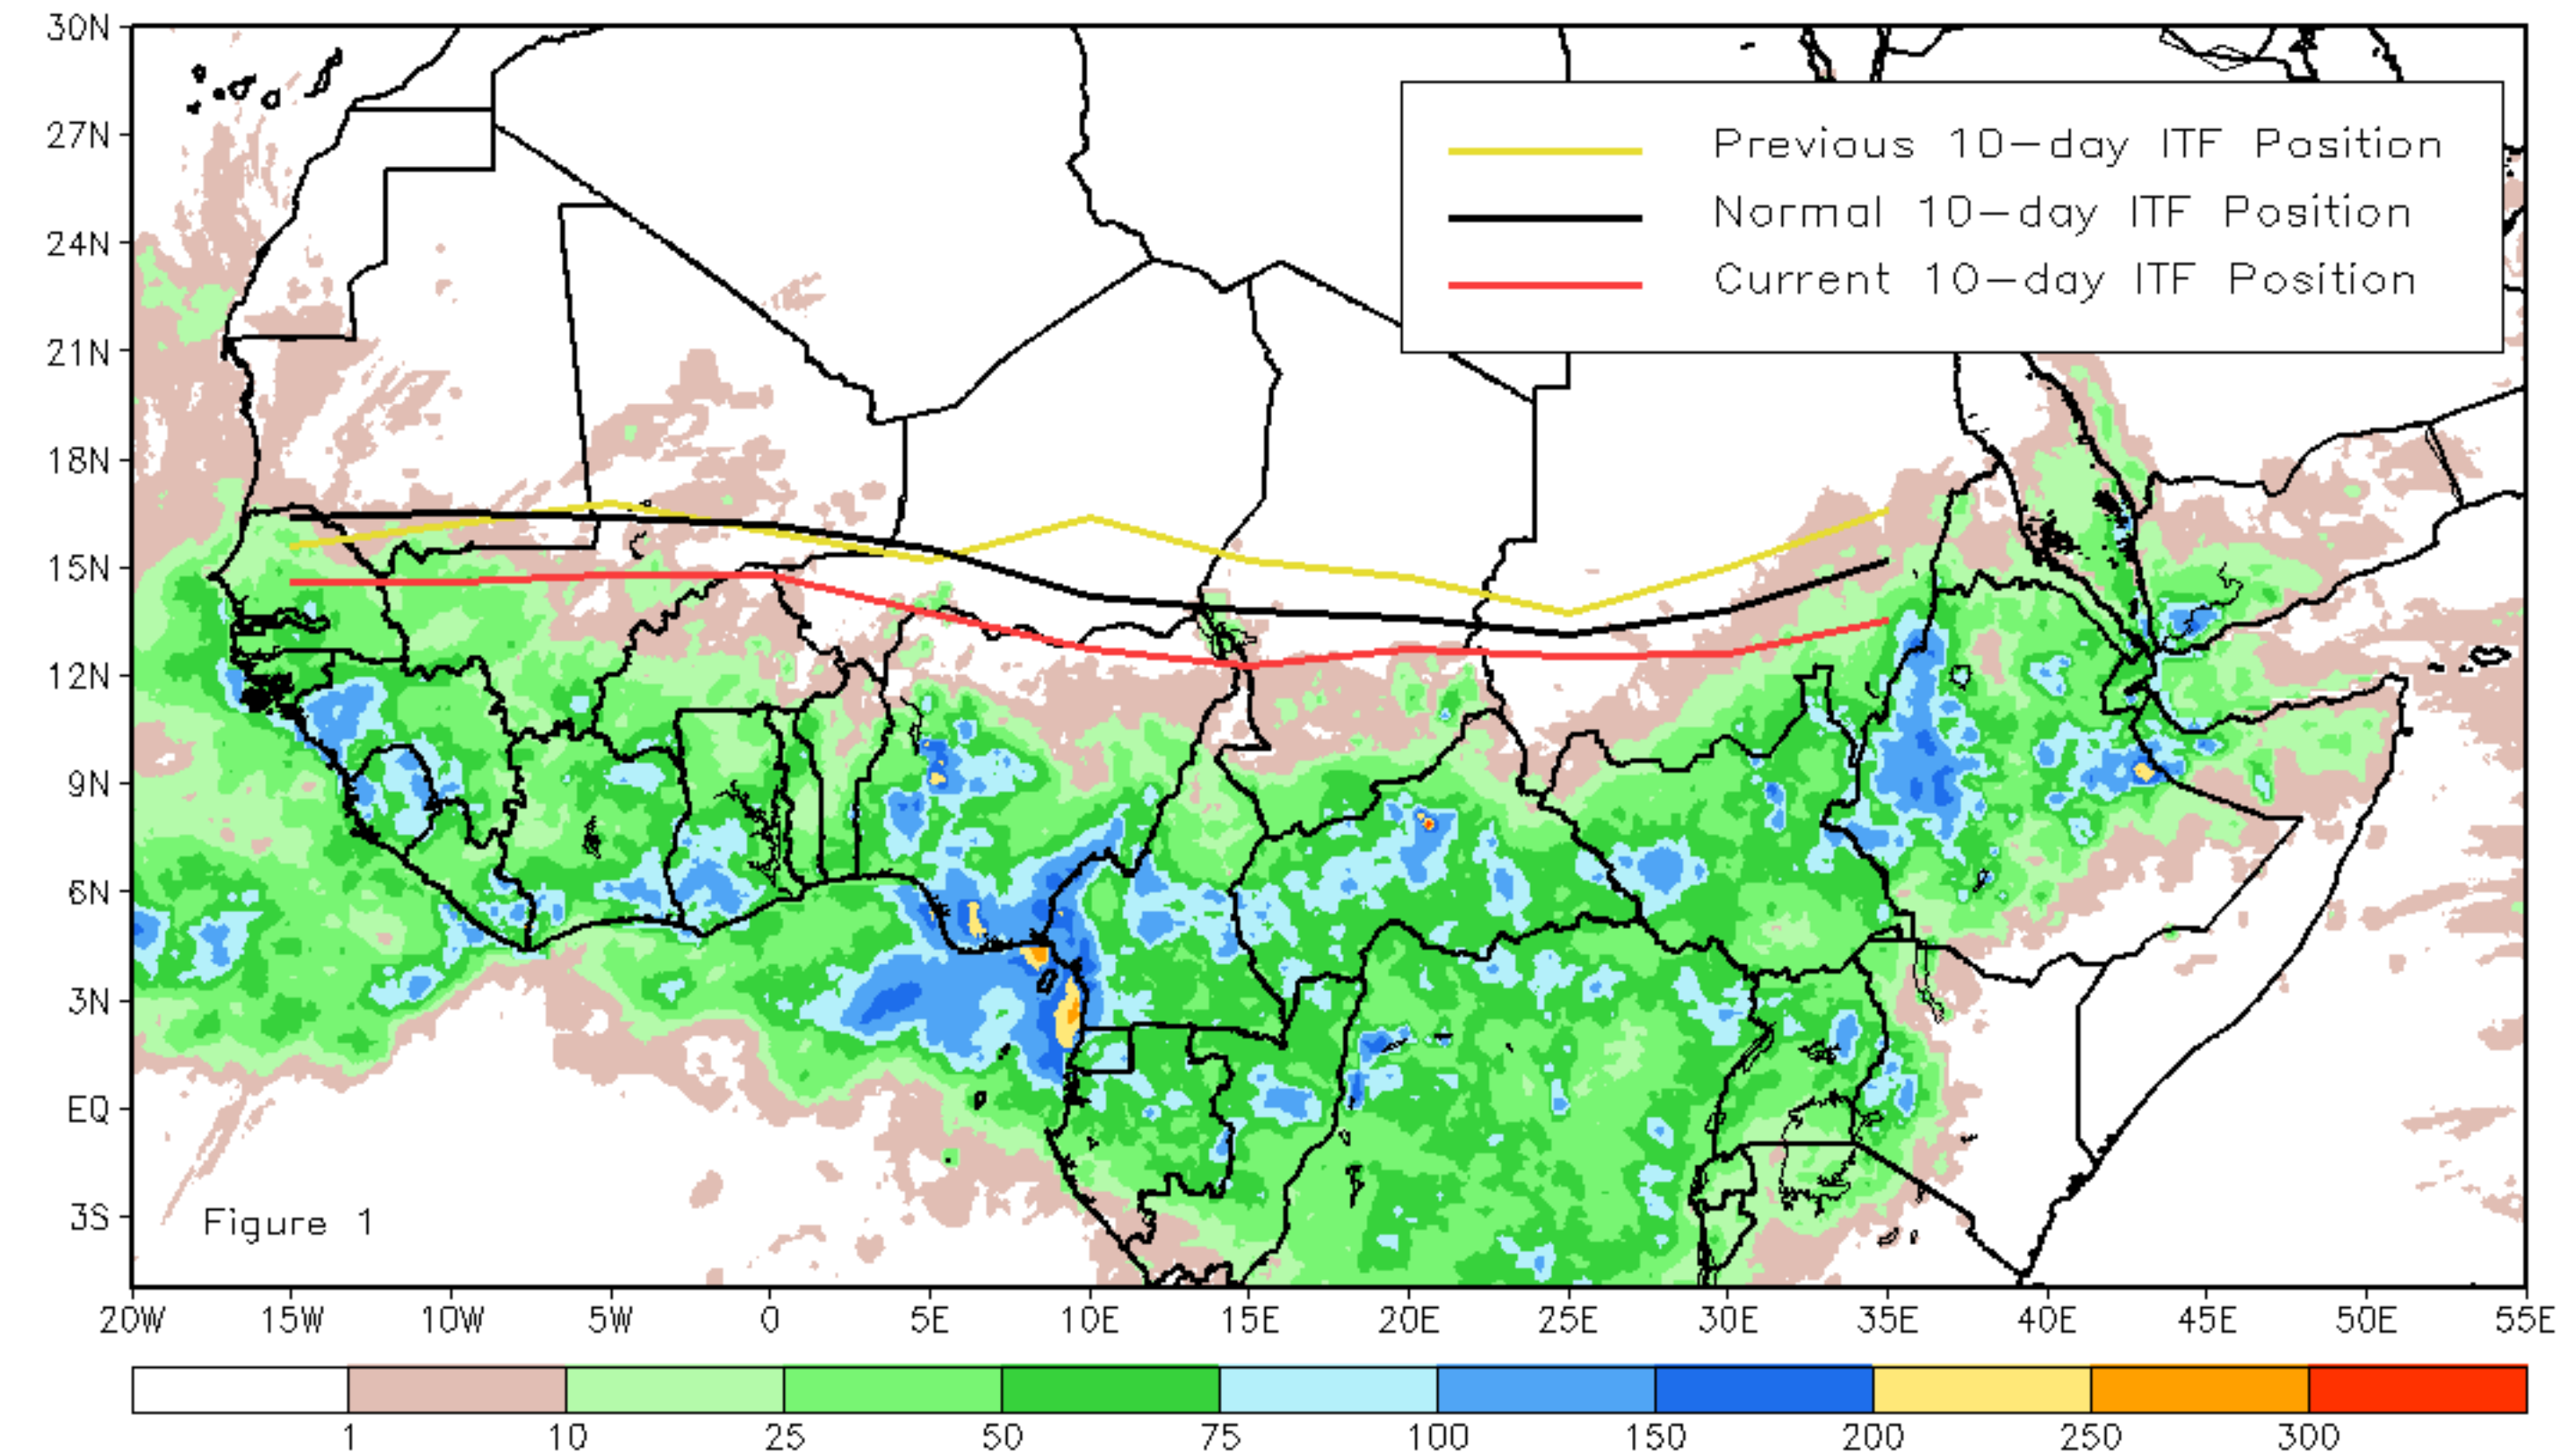 30N
27N
24N
21N
18N
15N
12N
9N
6N
3N
EQ
3S
Previous 10-day ITF Position
Normal 10-day ITF Position
Current 10-day ITF Position
Figure 1
20W 15W 10W 5W 0 5E 10E 15E 20E 25E 30E 35E 40E 45E 50E 55E
1 10 25 50 75 100 150 200 250 300